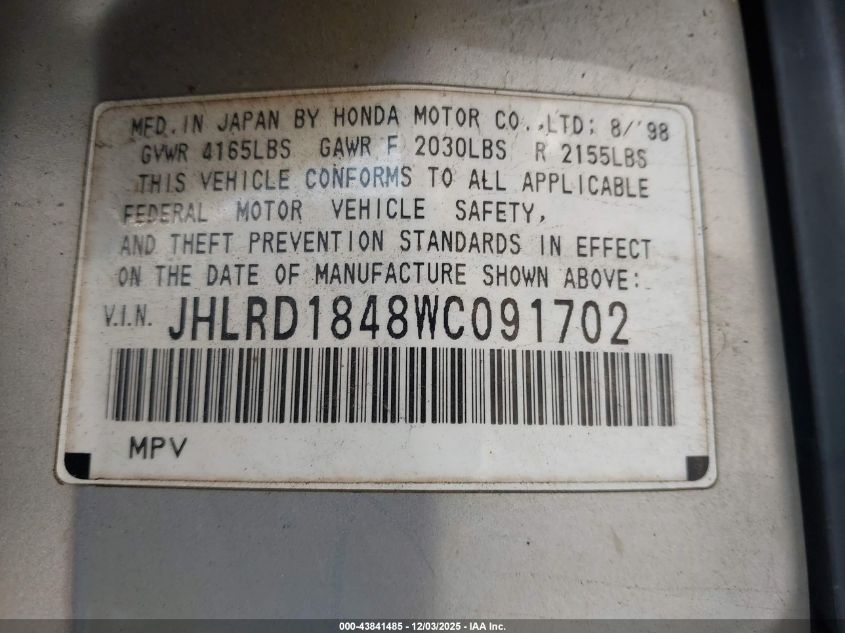 MFD. IN JAPAN BY HONDA MOTOR CO.,LTD; 8/'98
GVWR 4165LBS GAWR F 2030LBS R 2155LBS
THIS VEHICLE CONFORMS TO ALL APPLICABLE
FEDERAL MOTOR VEHICLE SAFETY,
AND THEFT PREVENTION STANDARDS IN EFFECT
ON THE DATE OF MANUFACTURE SHOWN ABOVE:
V.I.N. JHLRD1848WC091702
MPV
000-43841485 - 12/03/2025 - IAA Inc.